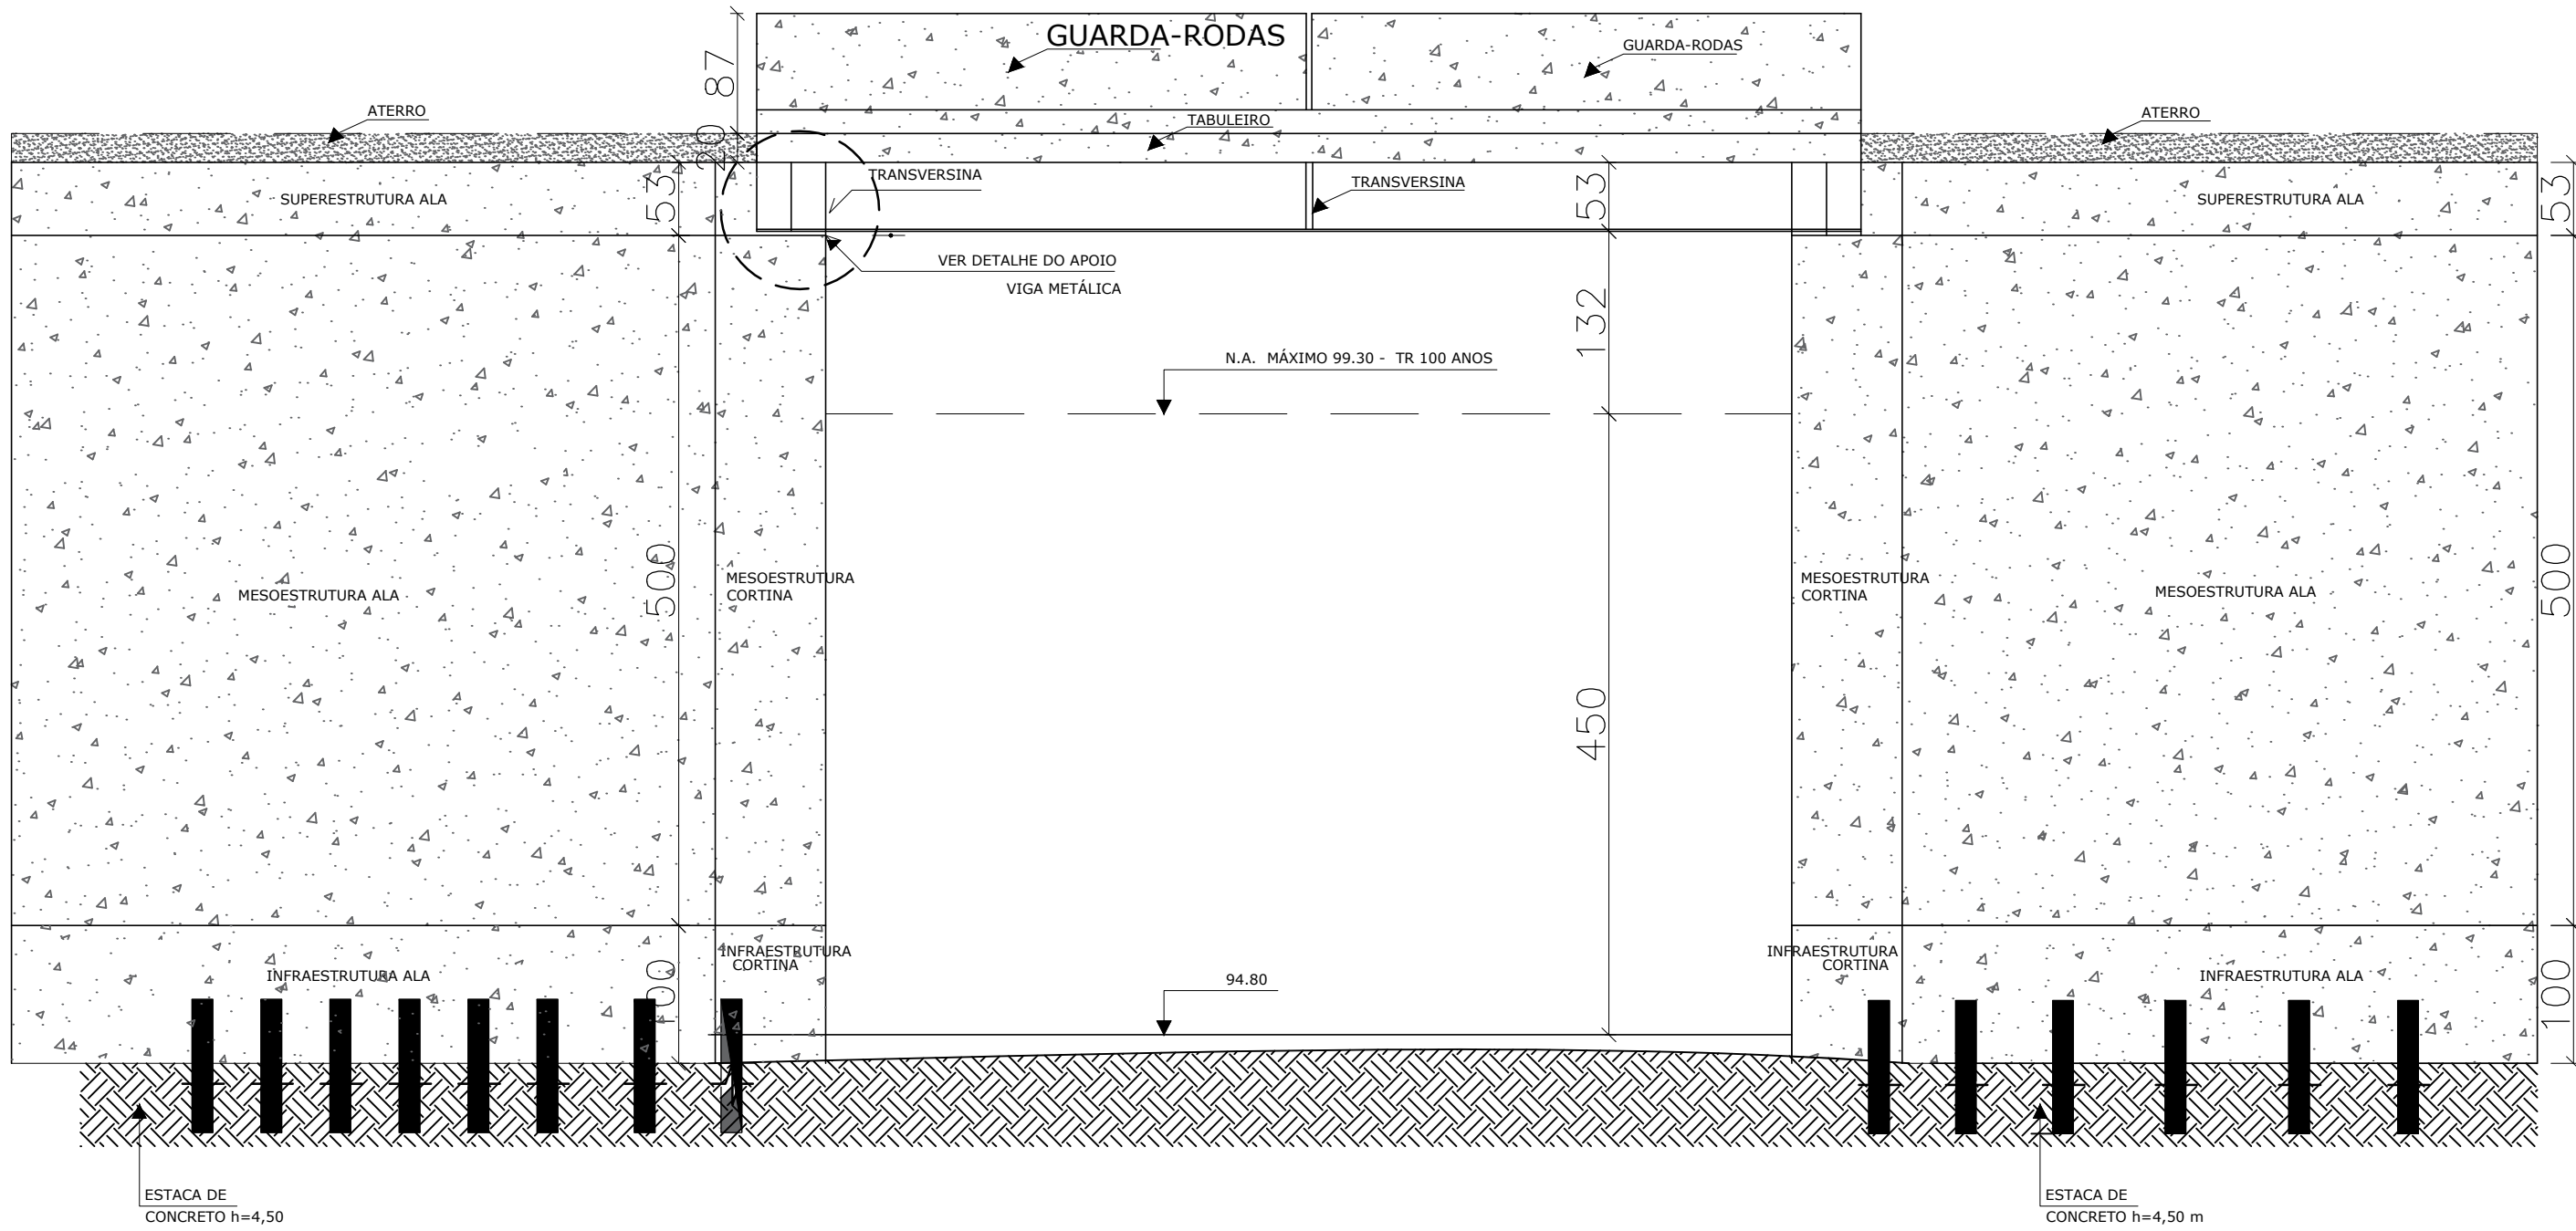 GUARDA-RODAS
GUARDA-RODAS
87
ATERRO
TABULEIRO
ATERRO
20
TRANSVERSINA
TRANSVERSINA
53
53
53
SUPERESTRUTURA ALA
SUPERESTRUTURA ALA
VER DETALHE DO APOIO
VIGA METÁLICA
132
N.A. MÁXIMO 99.30 - TR 100 ANOS
500
MESOESTRUTURA ALA
MESOESTRUTURA
CORTINA
MESOESTRUTURA
CORTINA
MESOESTRUTURA ALA
500
450
INFRAESTRUTURA ALA
100
INFRAESTRUTURA
CORTINA
94.80
INFRAESTRUTURA
CORTINA
INFRAESTRUTURA ALA
100
ESTACA DE
CONCRETO h=4,50
ESTACA DE
CONCRETO h=4,50 m